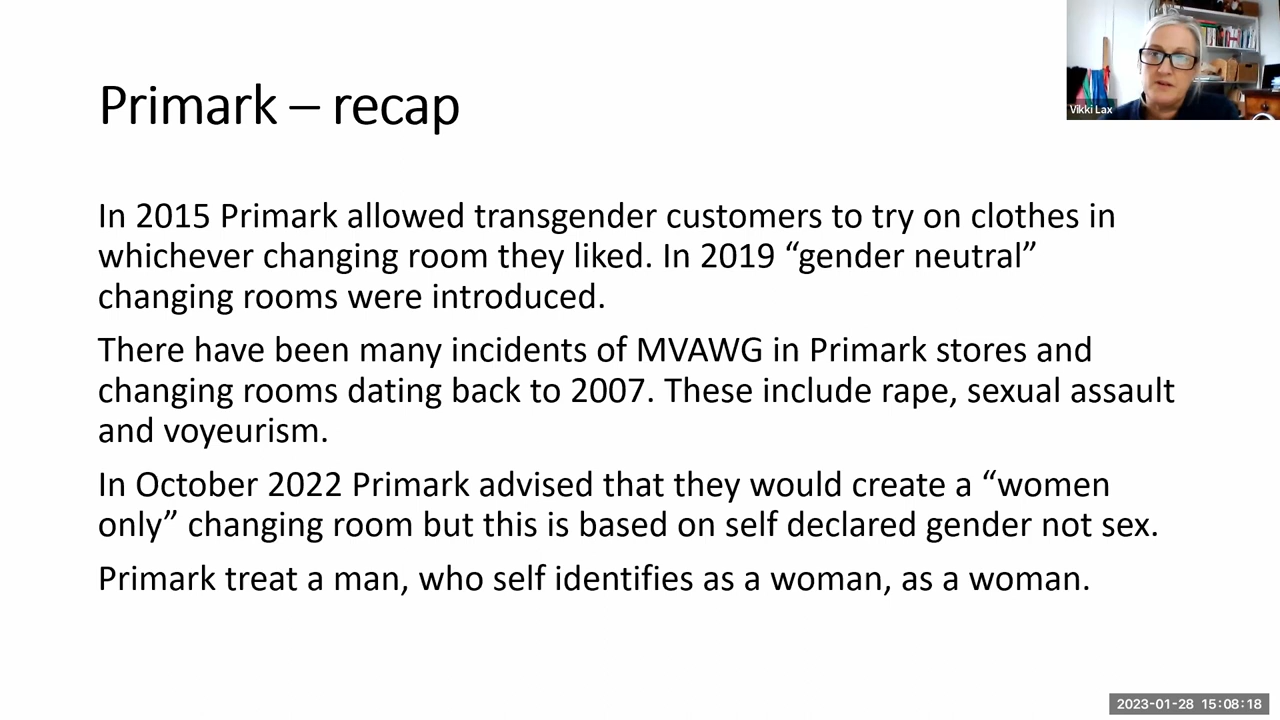 Vikki Lax
Primark – recap
In 2015 Primark allowed transgender customers to try on clothes in
whichever changing room they liked. In 2019 “gender neutral”
changing rooms were introduced.
There have been many incidents of MVAWG in Primark stores and
changing rooms dating back to 2007. These include rape, sexual assault
and voyeurism.
In October 2022 Primark advised that they would create a “women
only” changing room but this is based on self declared gender not sex.
Primark treat a man, who self identifies as a woman, as a woman.
2023-01-28 15:08:18